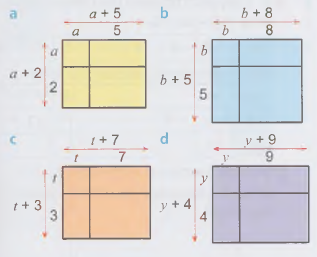 a
a + 5
a 5
a
a + 2
2
b
b + 8
b 8
b
b + 5
5
c
t + 7
t 7
t
t + 3
3
d
y + 9
y 9
y
y + 4
4